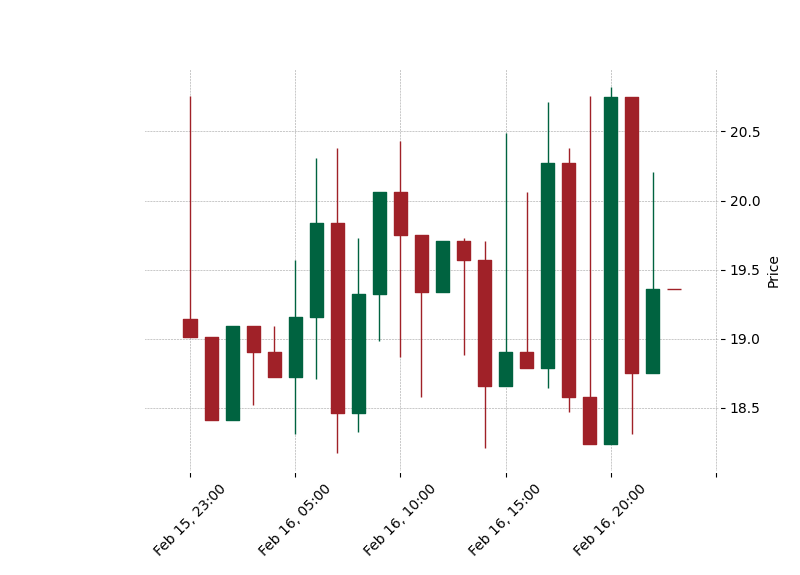 20.5
20.0
19.5
19.0
18.5
Price
Feb 15, 23:00
Feb 16, 05:00
Feb 16, 10:00
Feb 16, 15:00
Feb 16, 20:00